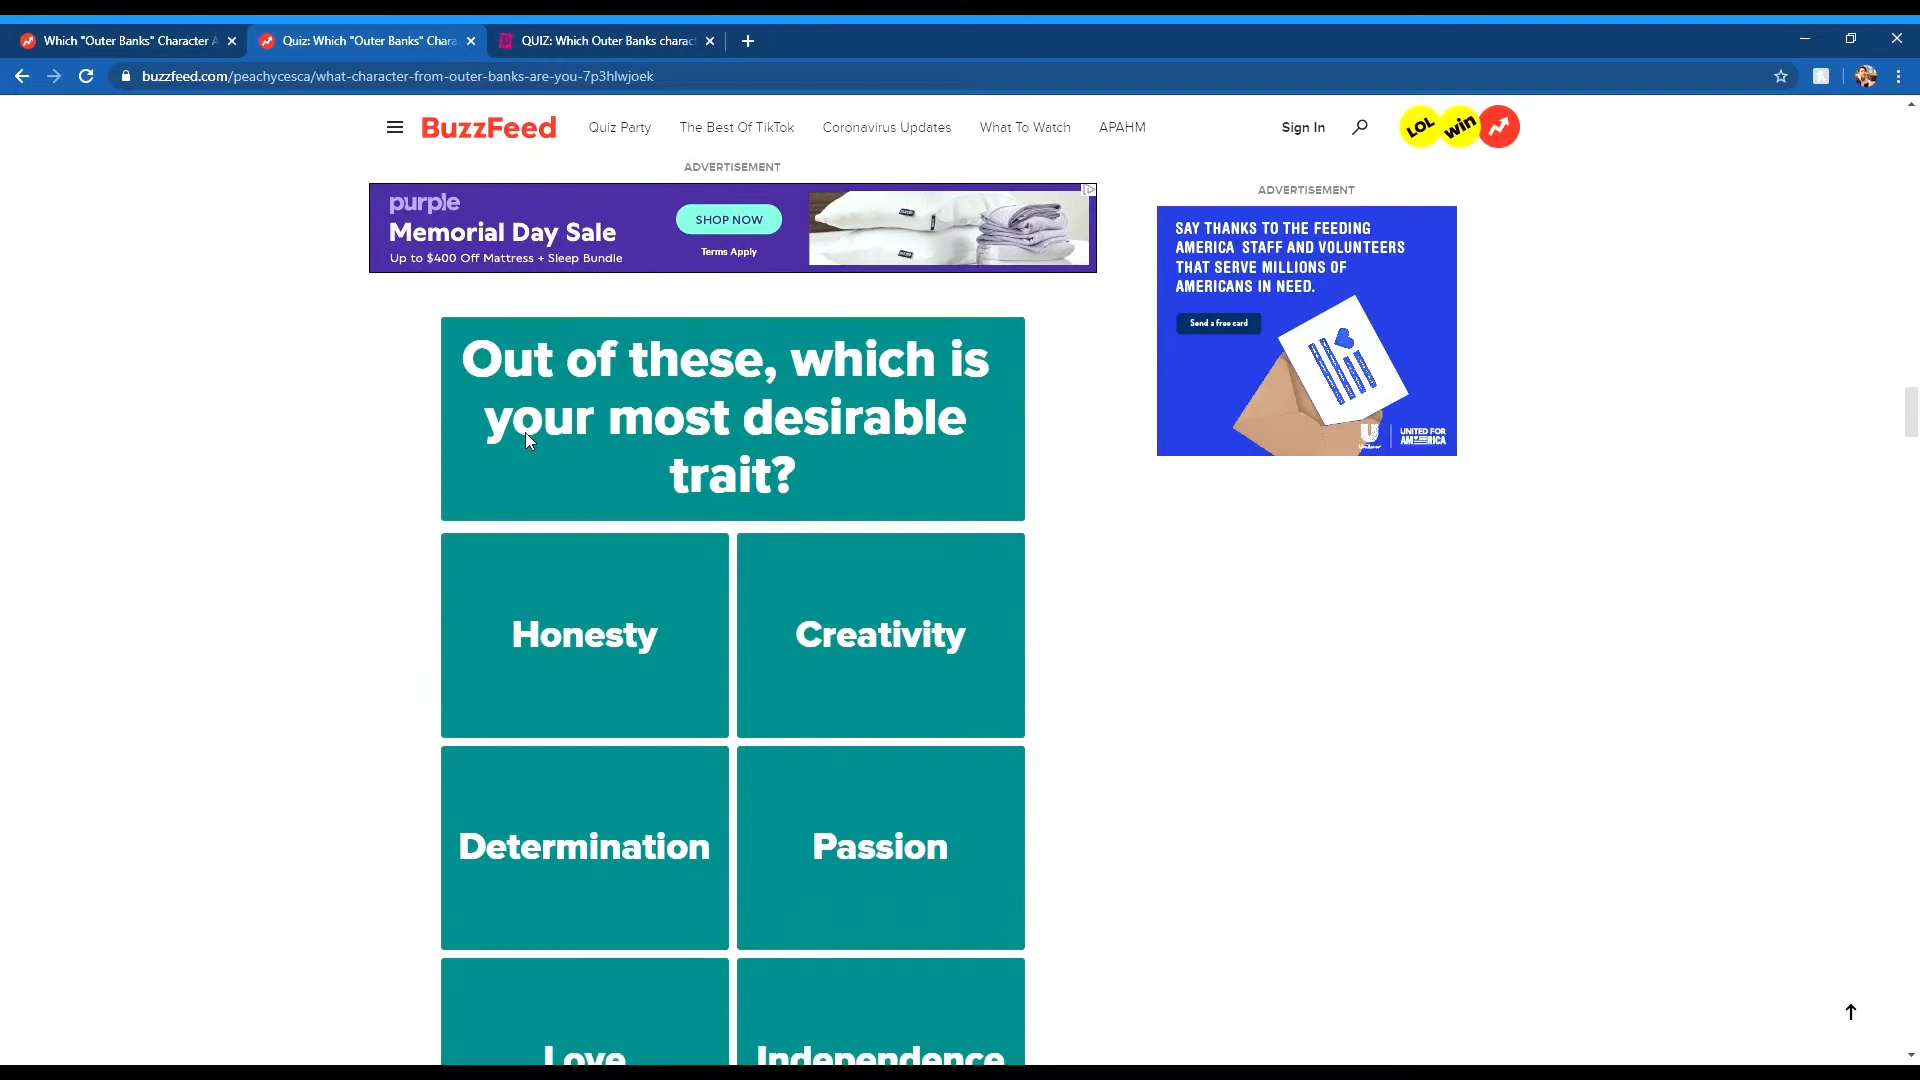 Which "Outer Banks" Character A
Quiz: Which "Outer Banks" Chara
QUIZ: Which Outer Banks charac
buzzfeed.com/peachycesca/what-character-from-outer-banks-are-you-7p3hlwjoek
BuzzFeed
Quiz Party
The Best Of TikTok
Coronavirus Updates
What To Watch
APAHM
Sign In
LOL
win
ADVERTISEMENT
purple
Memorial Day Sale
Up to $400 Off Mattress + Sleep Bundle
SHOP NOW
Terms Apply
ADVERTISEMENT
SAY THANKS TO THE FEEDING
AMERICA STAFF AND VOLUNTEERS
THAT SERVE MILLIONS OF
AMERICANS IN NEED.
Send a free card
Unilever
UNITED FOR
AMERICA
Out of these, which is
your most desirable
trait?
Honesty
Creativity
Determination
Passion
Love
Independence